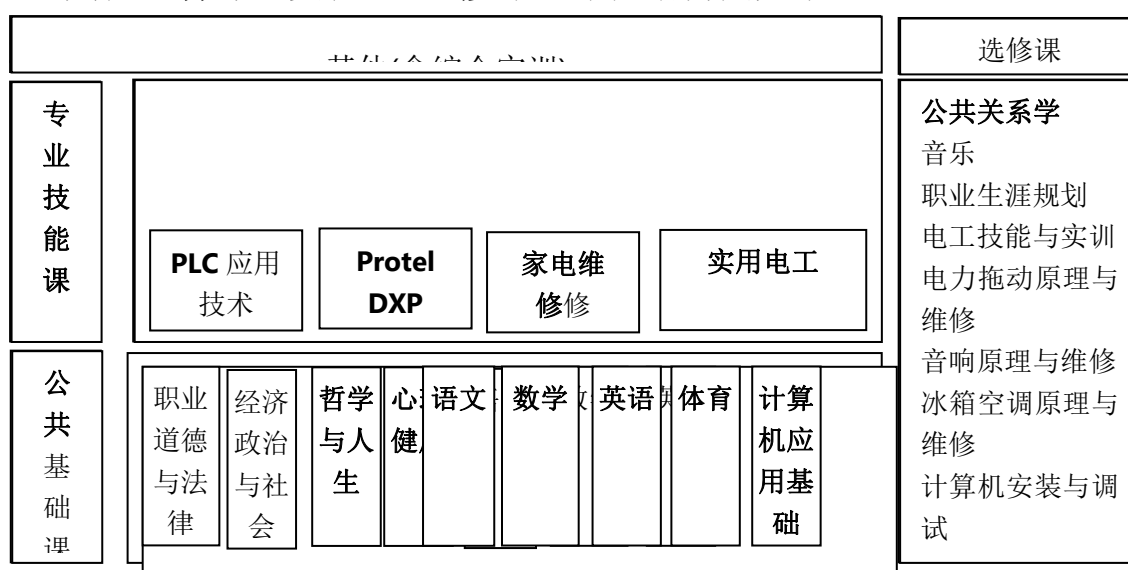 选修课
专
业
技
能
课
PLC 应用
技术
Protel
DXP
家电维
修修
实用电工
公共关系学
音乐
职业生涯规划
电工技能与实训
电力拖动原理与
维修
音响原理与维修
冰箱空调原理与
维修
计算机安装与调
试
公
共
基
础
课
职业
道德
与法
律
经济
政治
与社
会
哲学
与人
生
心
健
语文
数学
英语
体育
计算
机应
用基
础